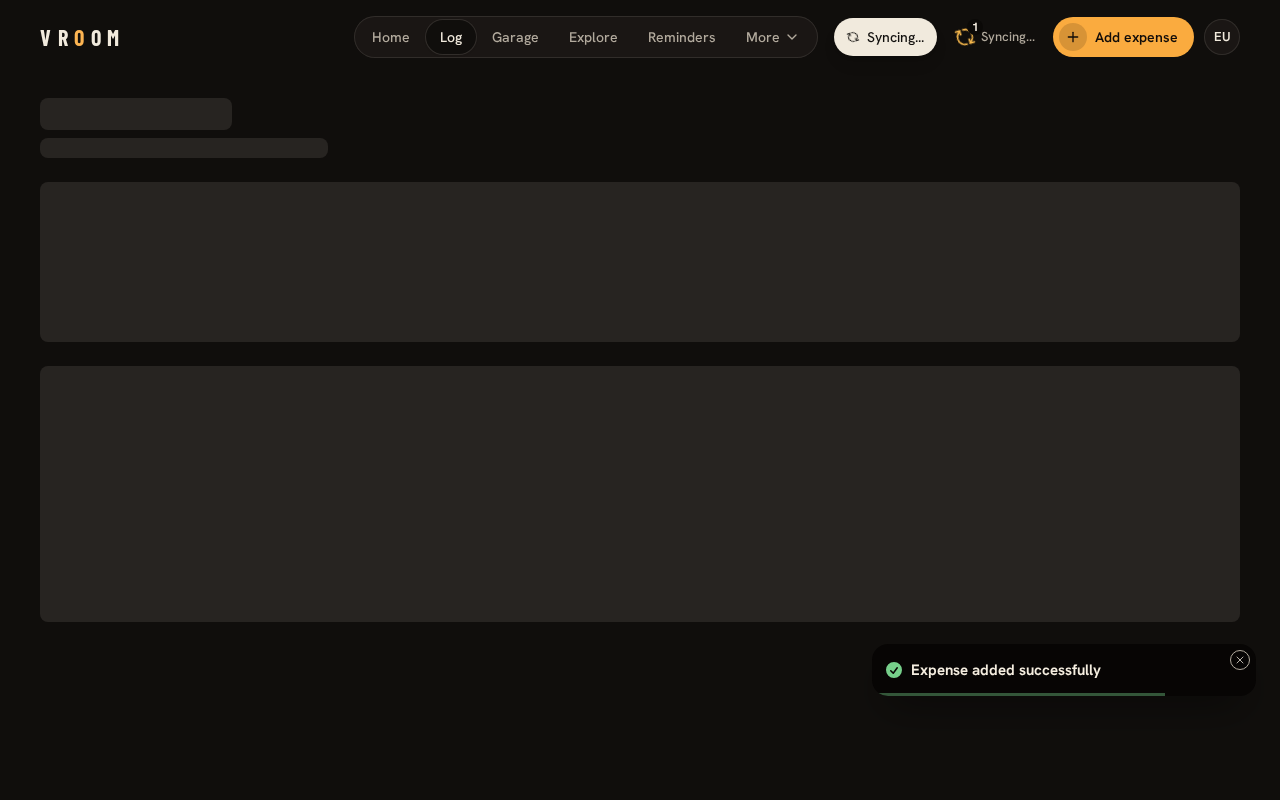 VROOM
Home
Log
Garage
Explore
Reminders
More
Syncing...
1
Syncing...
Add expense
EU
Expense added successfully